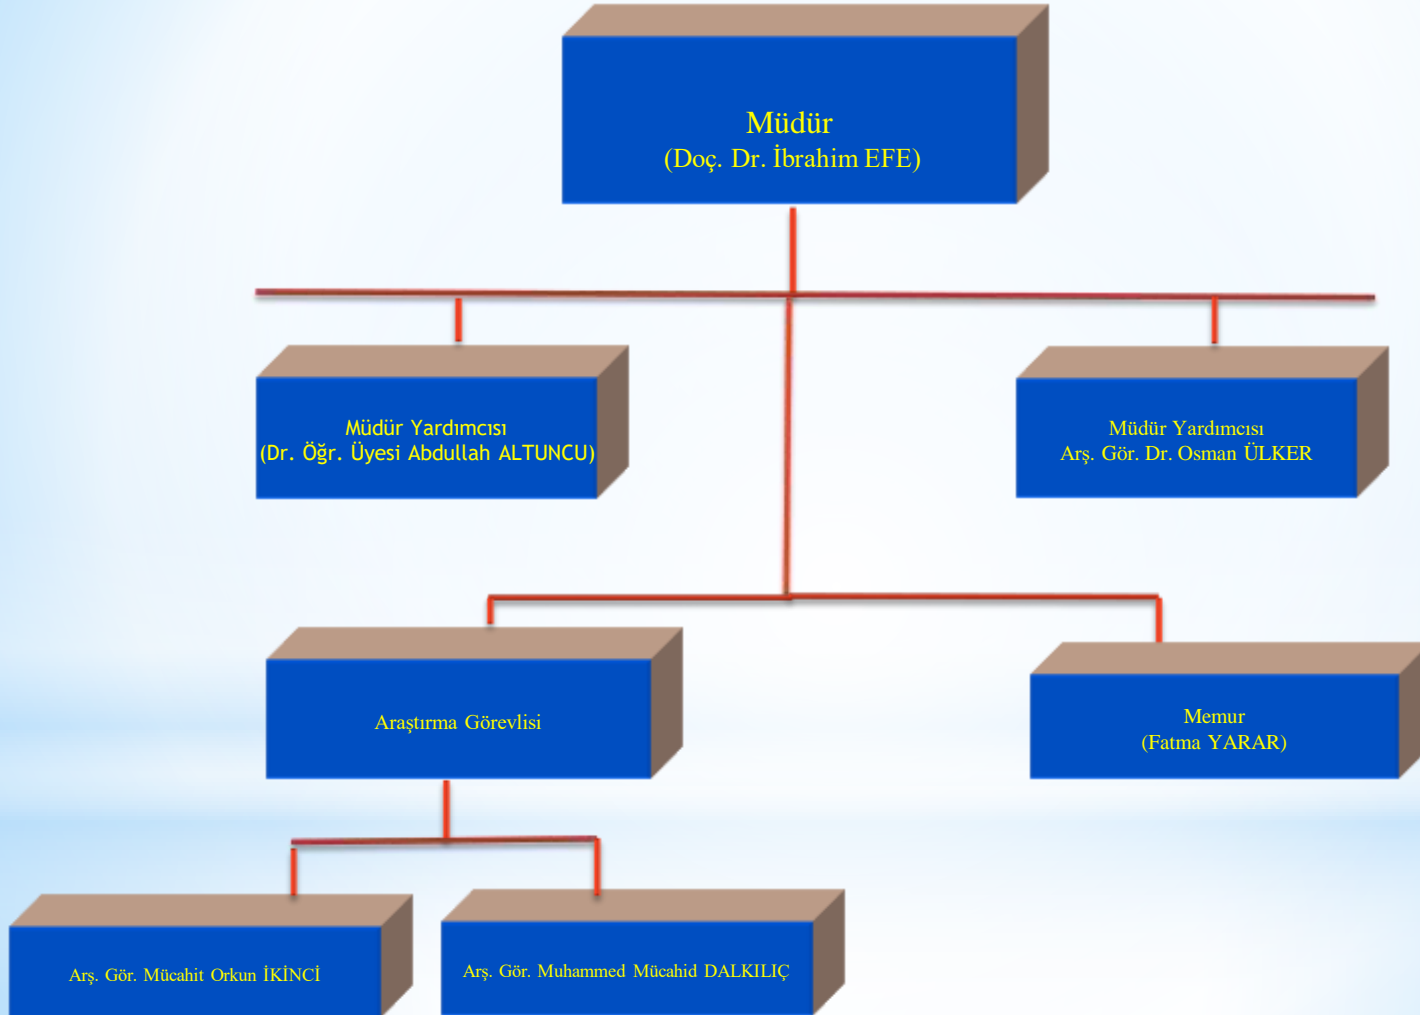 Müdür
(Doç. Dr. İbrahim EFE)
Müdür Yardımcısı
(Dr. Öğr. Üyesi Abdullah ALTUNCU)
Müdür Yardımcısı
Arş. Gör. Dr. Osman ÜLKER
Araştırma Görevlisi
Memur
(Fatma YARAR)
Arş. Gör. Mücahit Orkun İKİNCİ
Arş. Gör. Muhammed Mücahid DALKILIÇ